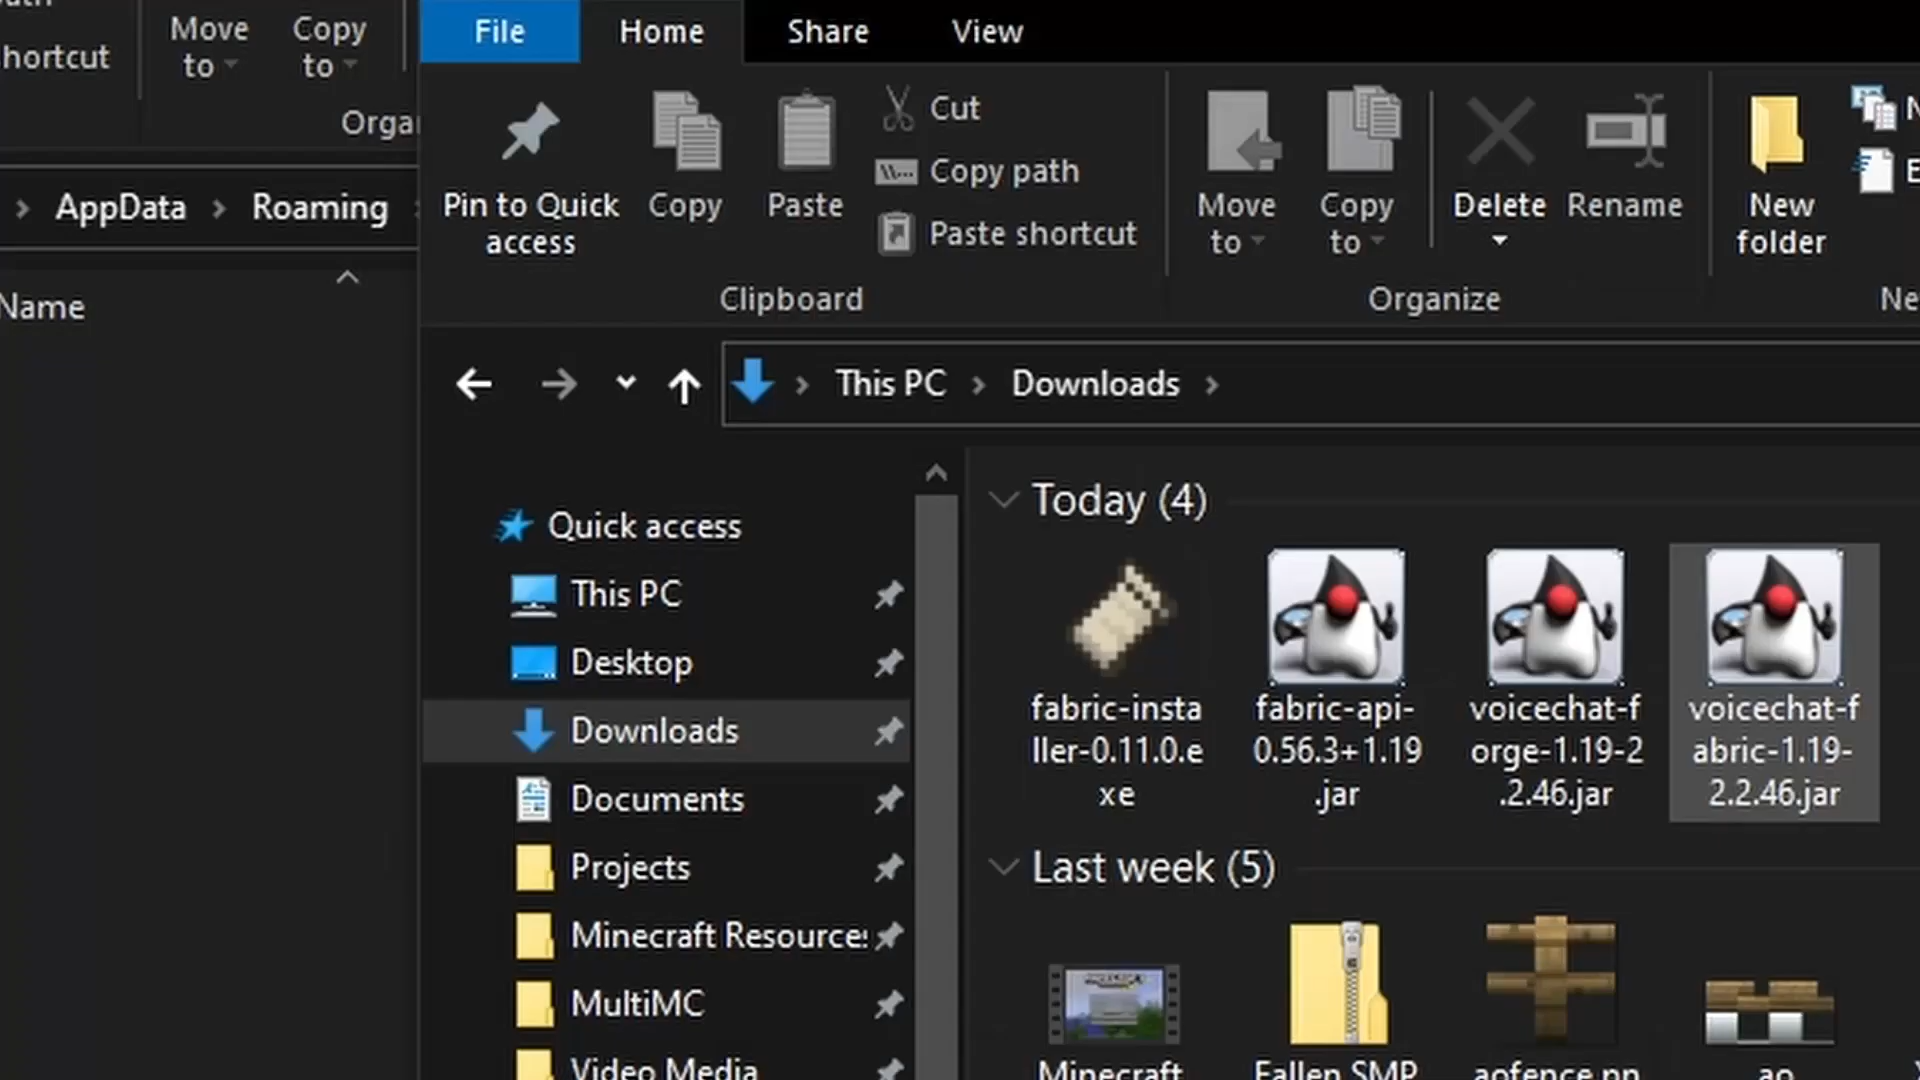 hortcut
Move
to
Copy
to
AppData
Roaming
Name
File
Home
Share
View
Pin to Quick
access
Copy
Paste
Cut
Copy path
Paste shortcut
Clipboard
Move
to
Copy
to
Delete
Rename
Organize
New
folder
This PC
Downloads
Quick access
This PC
Desktop
Downloads
Documents
Projects
Minecraft Resource
MultiMC
Video Media
Today (4)
fabric-insta
ller-0.11.0.e
xe
fabric-api-
0.56.3+1.19
.jar
voicechat-f
orge-1.19-2
.2.46.jar
voicechat-f
abric-1.19-
2.2.46.jar
Last week (5)
Minecraft
Fallen SMP
aofence.pn
ao